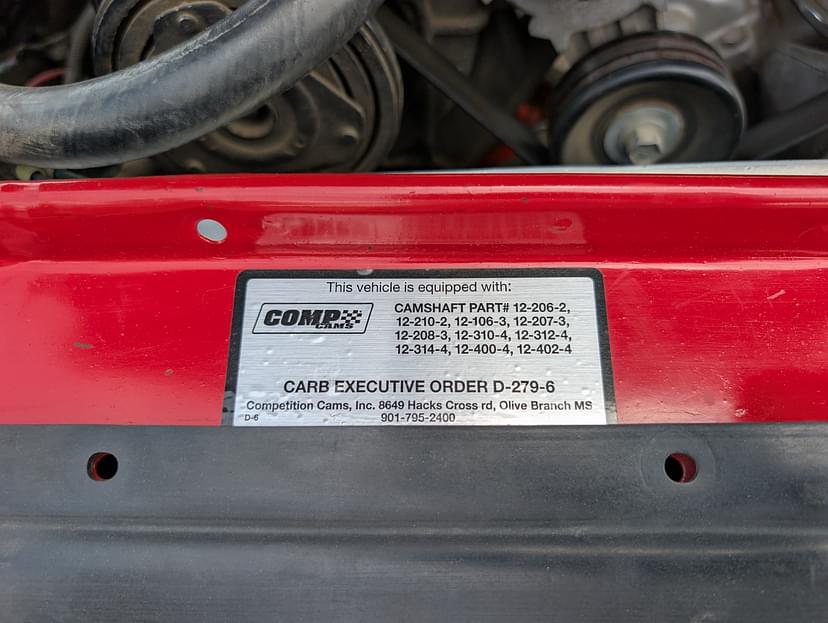 This vehicle is equipped with:
COMP CAMS
CAMSHAFT PART# 12-206-2,
12-210-2, 12-106-3, 12-207-3,
12-208-3, 12-310-4, 12-312-4,
12-314-4, 12-400-4, 12-402-4
CARB EXECUTIVE ORDER D-279-6
Competition Cams, Inc. 8649 Hacks Cross rd, Olive Branch MS
D-6 901-795-2400